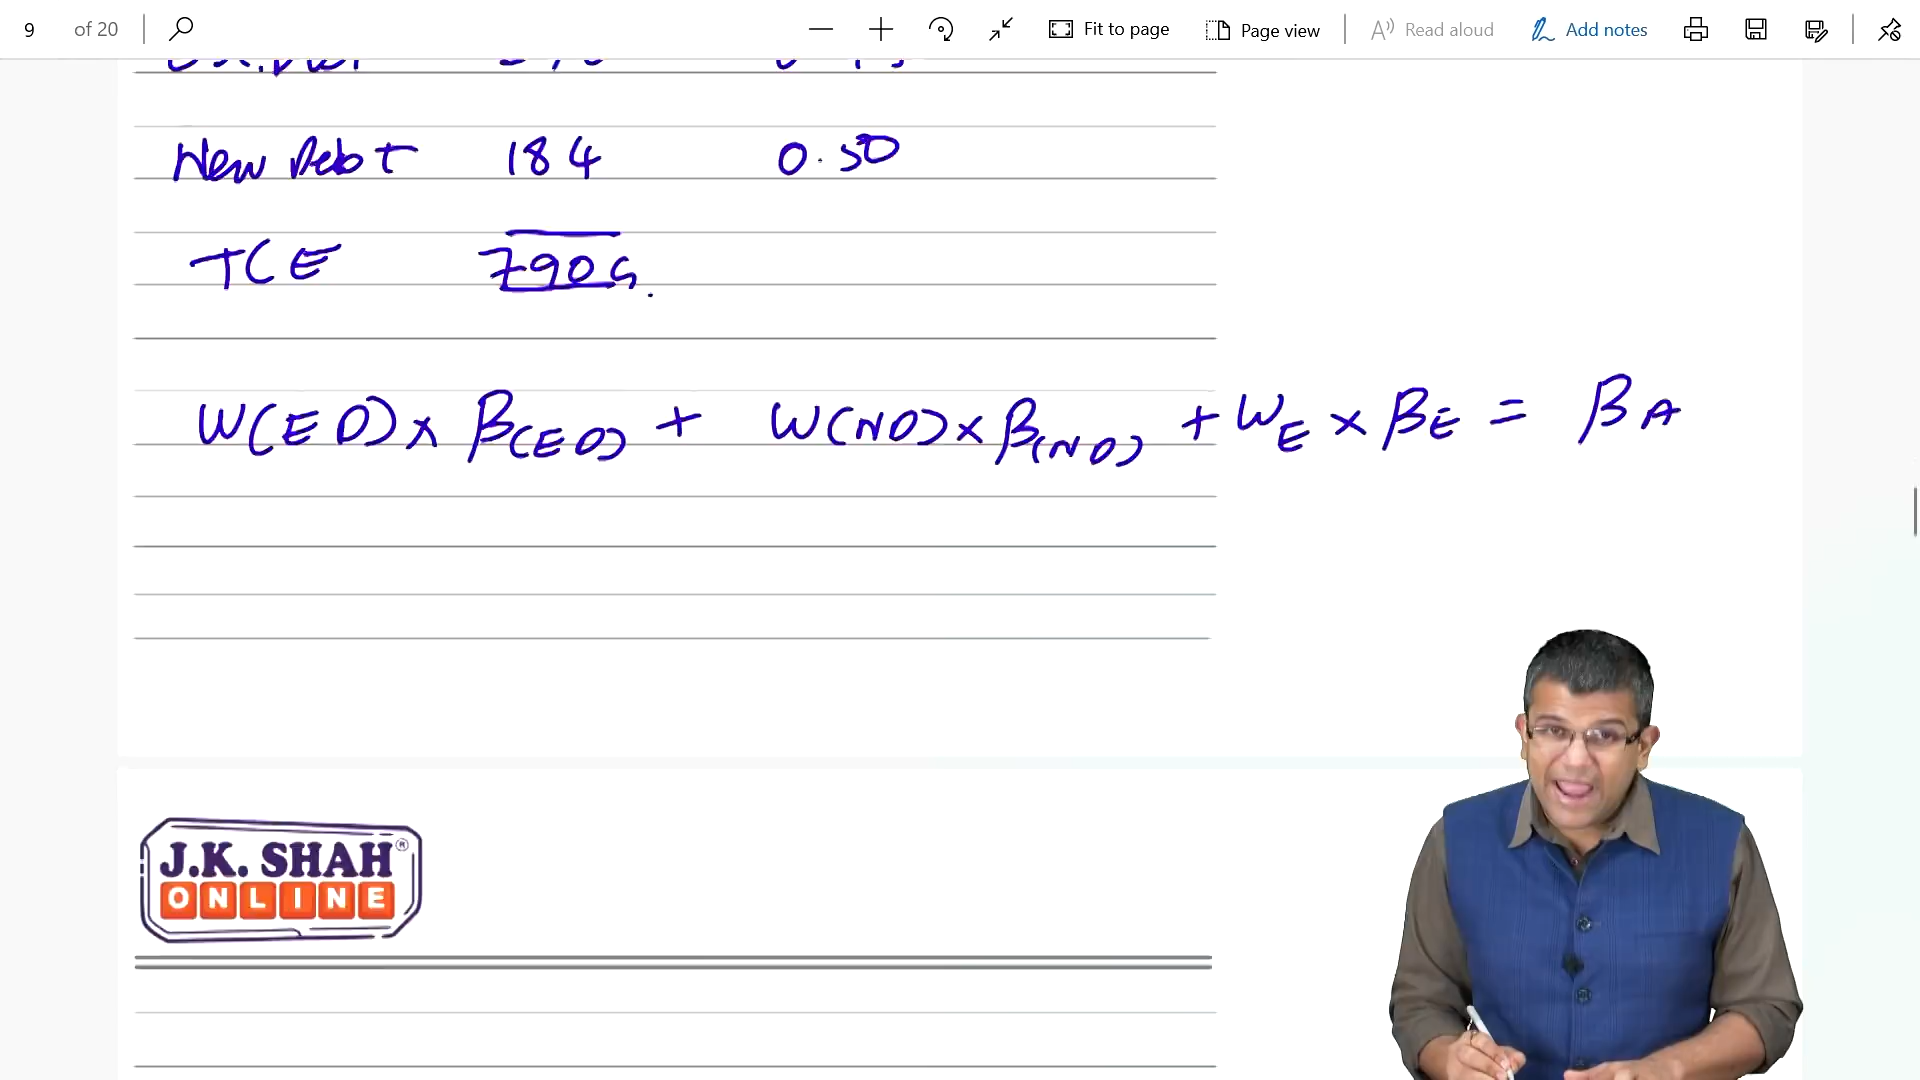 9 of 20 Fit to page Page view Read aloud Add notes
New Debt 184 0.50
TCE 790
W(ED) × β(ED) + W(ND) × β(ND) + WE × βE = βA
J.K. SHAH®
ONLINE